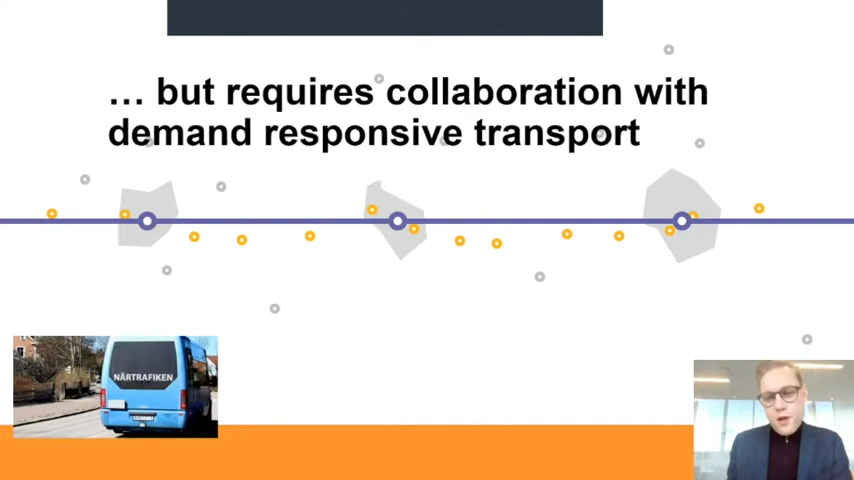 … but requires collaboration with
demand responsive transport
NÄRTRAFIKEN